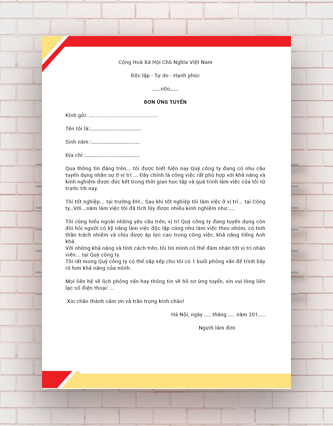 Cộng Hoà Xã Hội Chủ Nghĩa Việt Nam
Độc lập - Tự do - Hạnh phúc
......o0o......
ĐƠN ỨNG TUYỂN
Kính gửi: ..........................................
Tên tôi là:..............................
Sinh năm :..............................
Địa chỉ :..................................
Qua thông tin đăng trên... tôi được biết hiện nay Quý công ty đang có nhu cầu
tuyển dụng nhân sự ở vị trí ... Đây chính là công việc rất phù hợp với khả năng và
kinh nghiệm được đúc kết trong thời gian học tập và quá trình làm việc của tôi từ
trước tới nay.
Tôi tốt nghiệp... tại trường ĐH,. Sau khi tốt nghiệp tôi làm việc ở vị trí... tại Công
ty..Với ..năm làm việc tôi đã tích lũy được nhiều kinh nghiệm như:....
Tôi cũng hiểu ngoài những yêu cầu trên, vị trí Quý công ty đang tuyển dụng còn
đòi hỏi người có kỹ năng làm việc độc lập cũng như làm việc theo nhóm, có tinh
thần trách nhiệm và chịu được áp lực cao trong công việc, khả năng tiếng Anh
khá.
Với những khả năng và tính cách trên, tôi tin mình có thể đảm nhận tốt vị trí nhân
viên... tại Quý công ty.
Tôi rất mong Quý công ty có thể sắp xếp cho tôi có 1 buổi phỏng vấn để trình bày
rõ hơn khả năng của mình.
Mọi liên hệ về lịch phỏng vấn hay thông tin về hồ sơ ứng tuyển, xin vui lòng liên
lạc số điện thoại: ...
Xin chân thành cảm ơn và trân trọng kính chào!
Hà Nội, ngày .... tháng .... năm 201.....
Người làm đơn